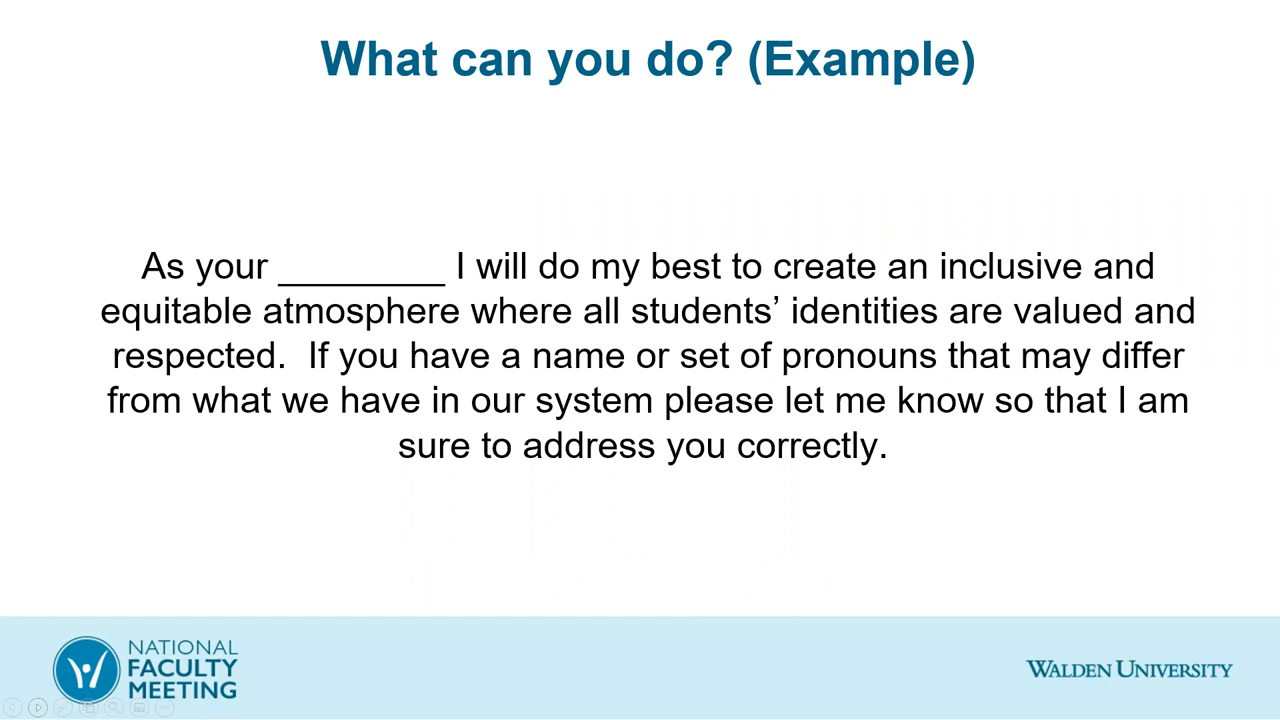 What can you do? (Example)
As your ________ I will do my best to create an inclusive and
equitable atmosphere where all students’ identities are valued and
respected.  If you have a name or set of pronouns that may differ
from what we have in our system please let me know so that I am
sure to address you correctly.
NATIONAL
FACULTY
MEETING
WALDEN UNIVERSITY